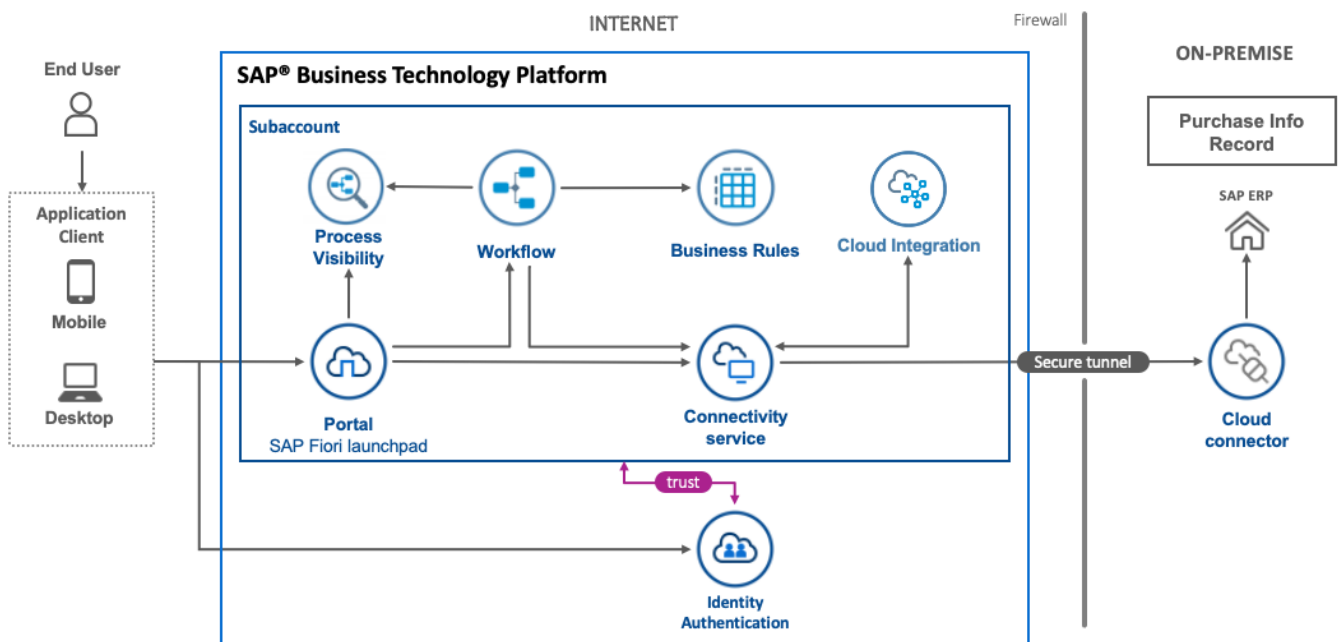 INTERNET
Firewall
ON-PREMISE
End User
SAP® Business Technology Platform
Subaccount
Purchase Info
Record
Application
Client
Process
Visibility
Workflow
Business Rules
Cloud Integration
SAP ERP
Mobile
Desktop
Portal
SAP Fiori launchpad
Connectivity
service
Secure tunnel
Cloud
connector
trust
Identity
Authentication